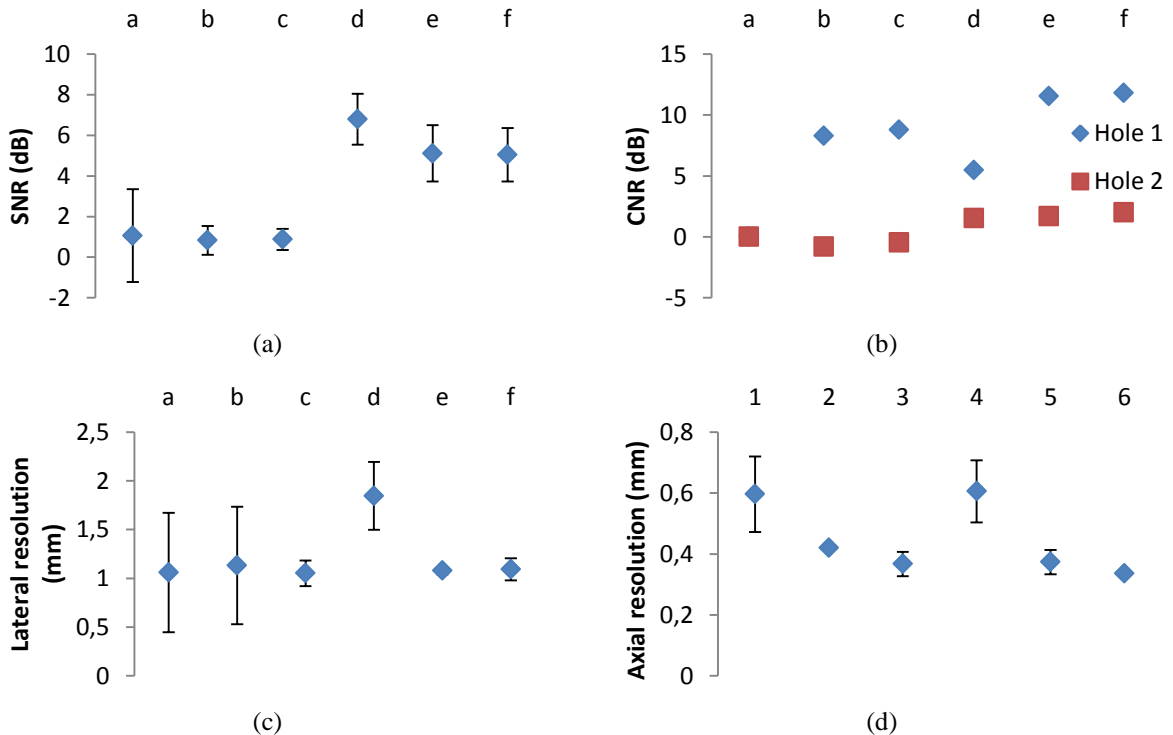 a b c d e f
10
8
6
4
2
0
-2
SNR (dB)
(a)
a b c d e f
15
10
5
0
-5
CNR (dB)
Hole 1
Hole 2
(b)
a b c d e f
2,5
2
1,5
1
0,5
0
Lateral resolution
(mm)
(c)
1 2 3 4 5 6
0,8
0,6
0,4
0,2
0
Axial resolution (mm)
(d)